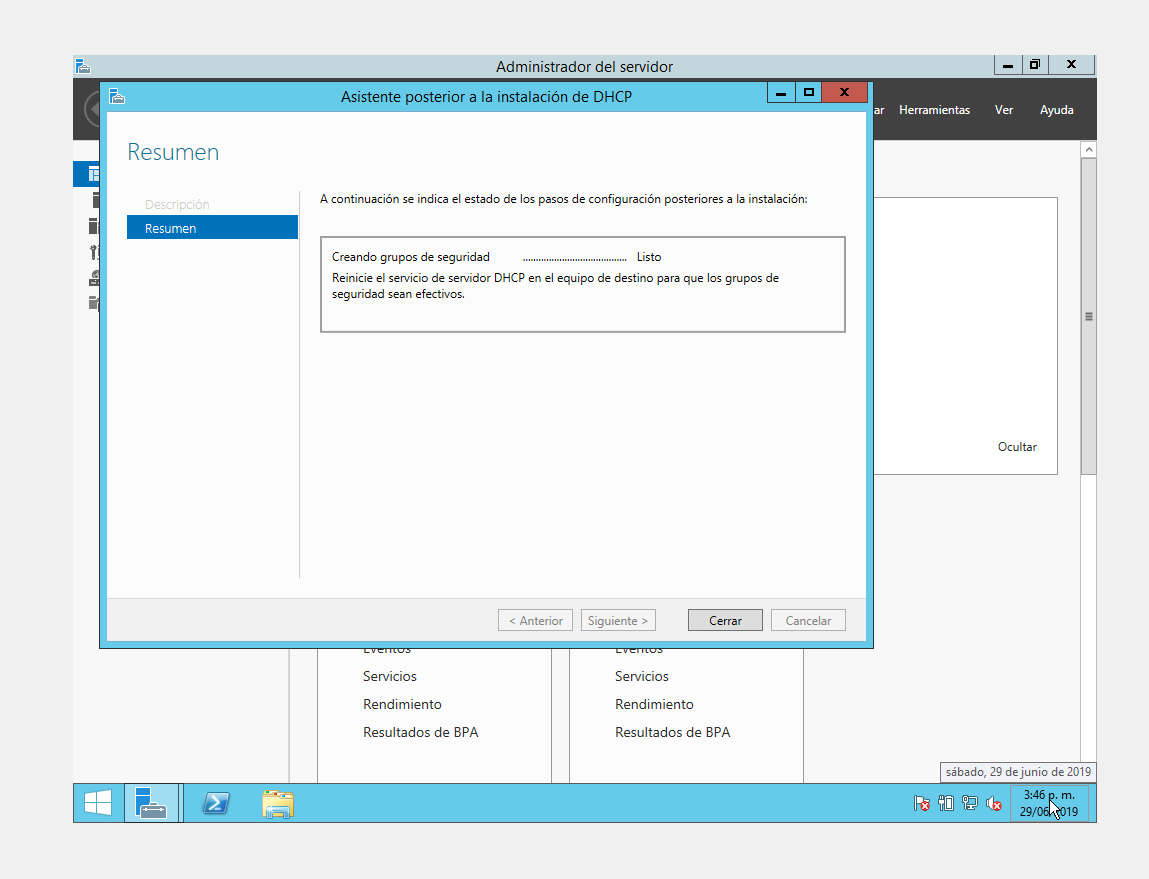 Administrador del servidor
Asistente posterior a la instalación de DHCP
ar Herramientas Ver Ayuda
Resumen
Descripción
Resumen
A continuación se indica el estado de los pasos de configuración posteriores a la instalación:
Creando grupos de seguridad ....................................... Listo
Reinicie el servicio de servidor DHCP en el equipo de destino para que los grupos de
seguridad sean efectivos.
Ocultar
< Anterior Siguiente > Cerrar Cancelar
Eventos Eventos
Servicios Servicios
Rendimiento Rendimiento
Resultados de BPA Resultados de BPA
sábado, 29 de junio de 2019
3:46 p. m.
29/06/2019